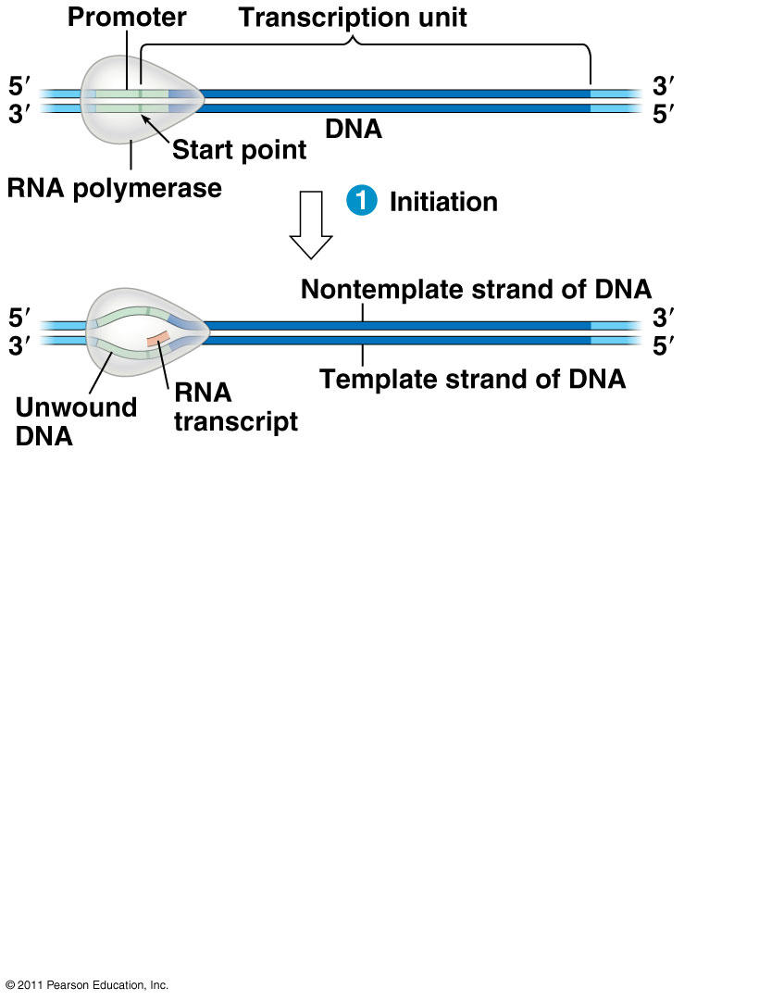 Promoter
Transcription unit
5′
3′
3′
5′
DNA
Start point
RNA polymerase
1 Initiation
Nontemplate strand of DNA
5′
3′
3′
5′
Template strand of DNA
Unwound
DNA
RNA
transcript
© 2011 Pearson Education, Inc.